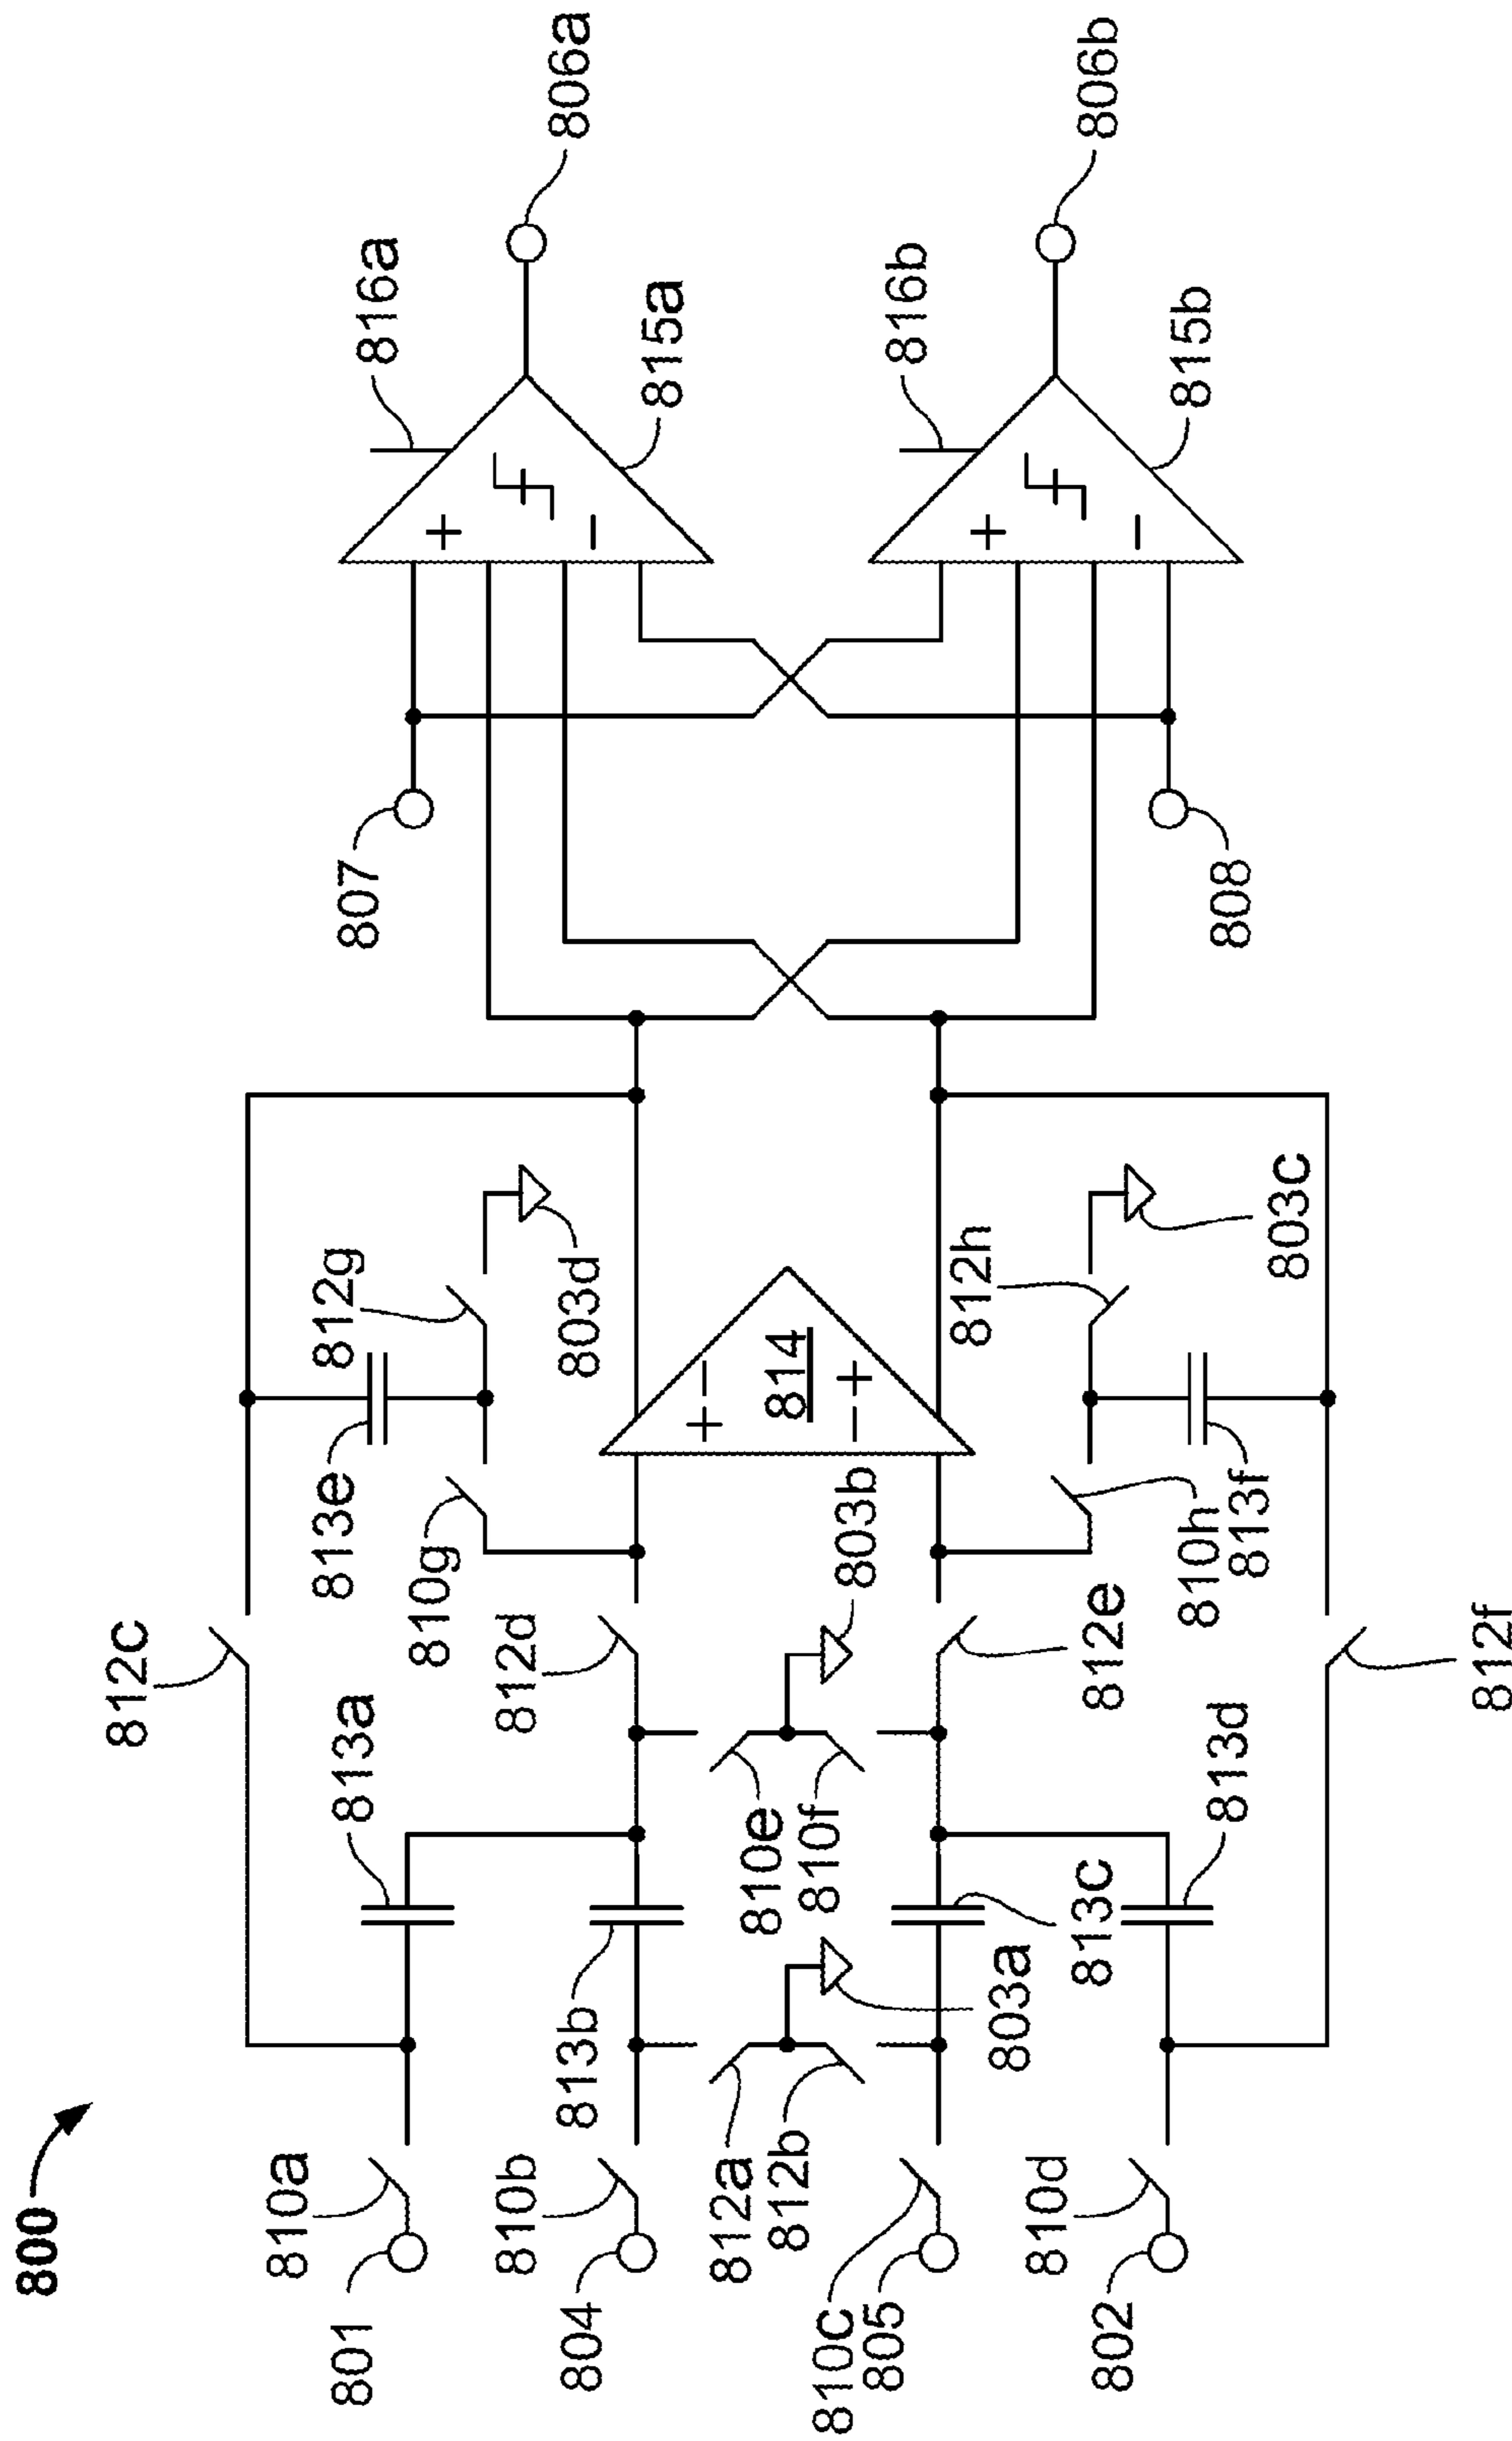 800
801
810a
812c
813a
813e
812g
810g
803d
807
816a
815a
806a
804
810b
813b
812d
812a
812b
810e
810f
803a
803b
+ −
814
− +
+
−
805
810c
813c
812e
812h
810h
813f
803c
808
816b
815b
806b
+
−
802
810d
813d
812f